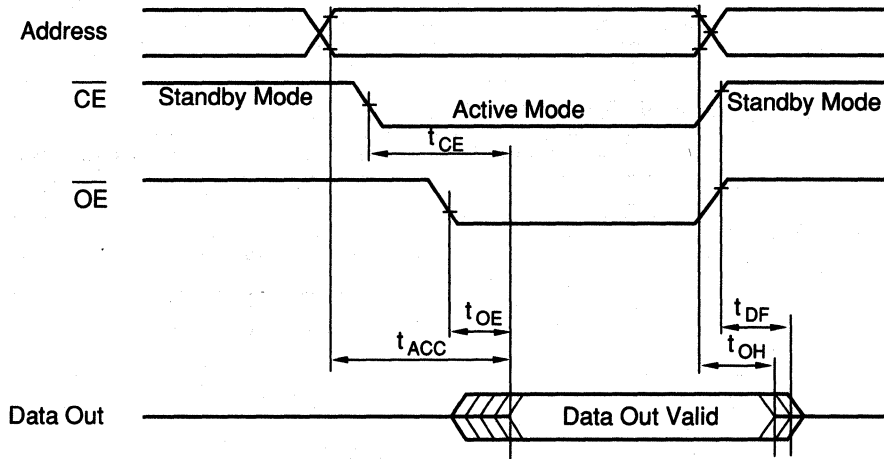 Address
CE
Standby Mode
Active Mode
Standby Mode
tCE
OE
tOE
tDF
tACC
tOH
Data Out
Data Out Valid